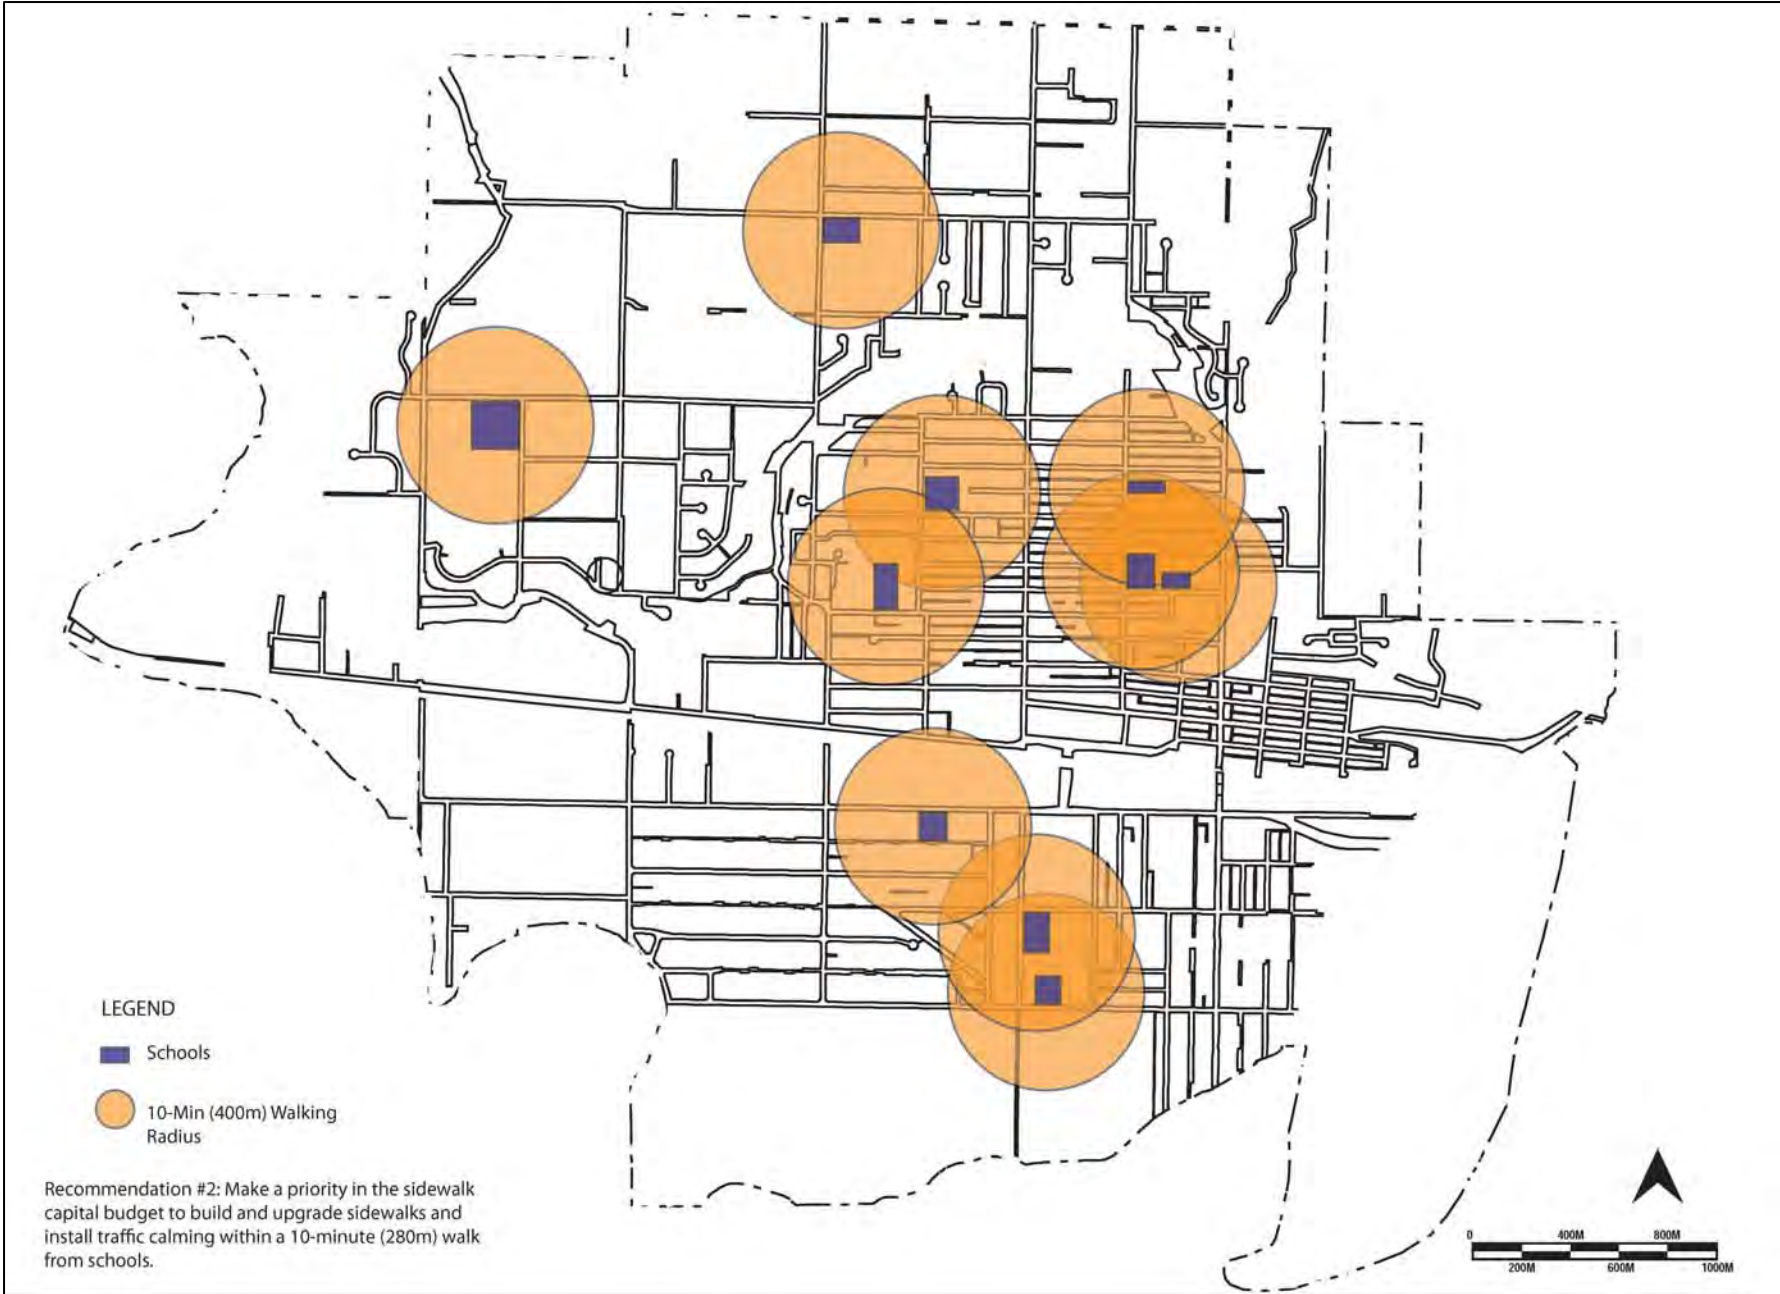 LEGEND
Schools
10-Min (400m) Walking
Radius
Recommendation #2: Make a priority in the sidewalk
capital budget to build and upgrade sidewalks and
install traffic calming within a 10-minute (280m) walk
from schools.
0 400M 800M
200M 600M 1000M